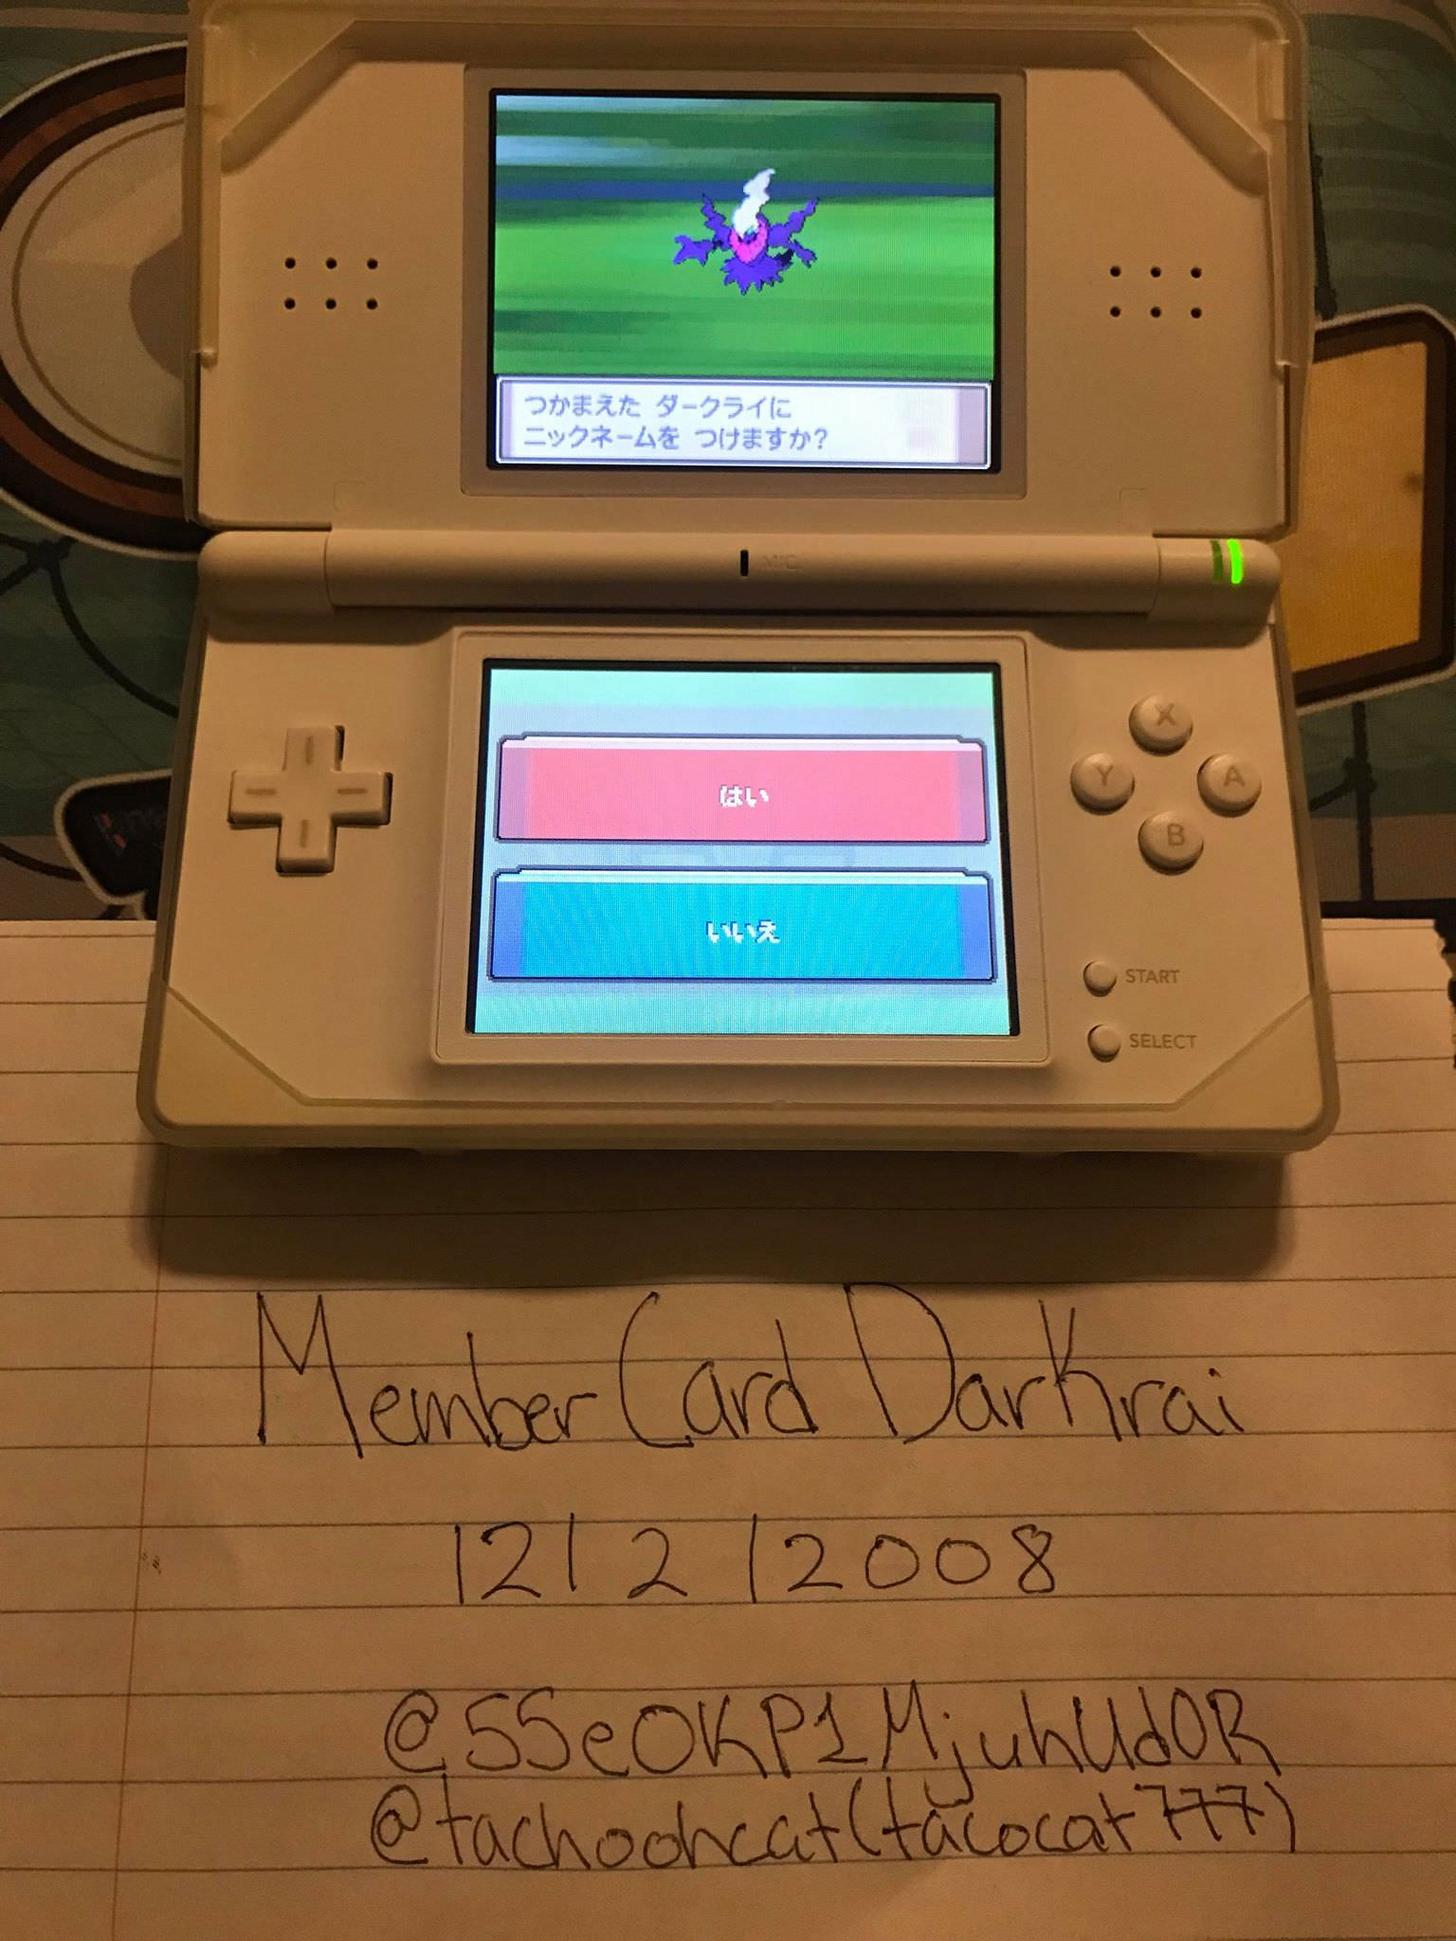 つかまえた ダークライに
ニックネームを つけますか?
MIC.
はい
いいえ
X
Y
A
B
START
SELECT
Member Card Darkrai
12/2/2008
@SSeOKP1MjuhUdOR
@tachoohcat(tacocat777)